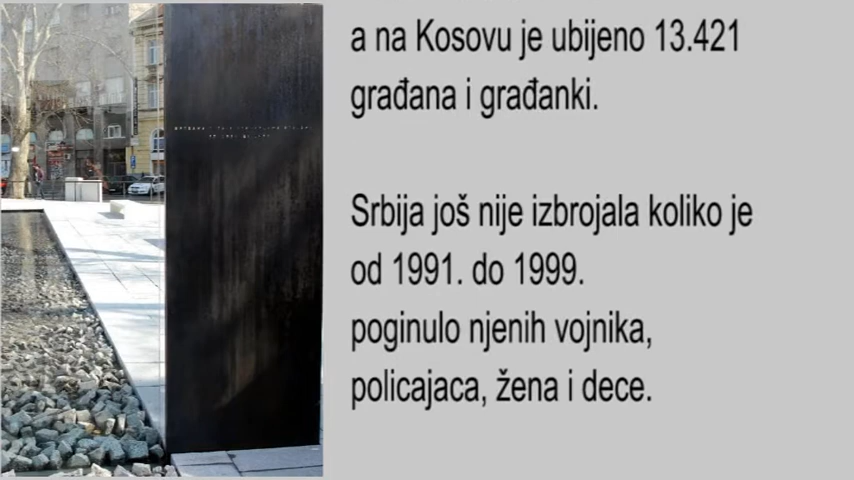 a na Kosovu je ubijeno 13.421
građana i građanki.
Srbija još nije izbrojala koliko je
od 1991. do 1999.
poginulo njenih vojnika,
policajaca, žena i dece.